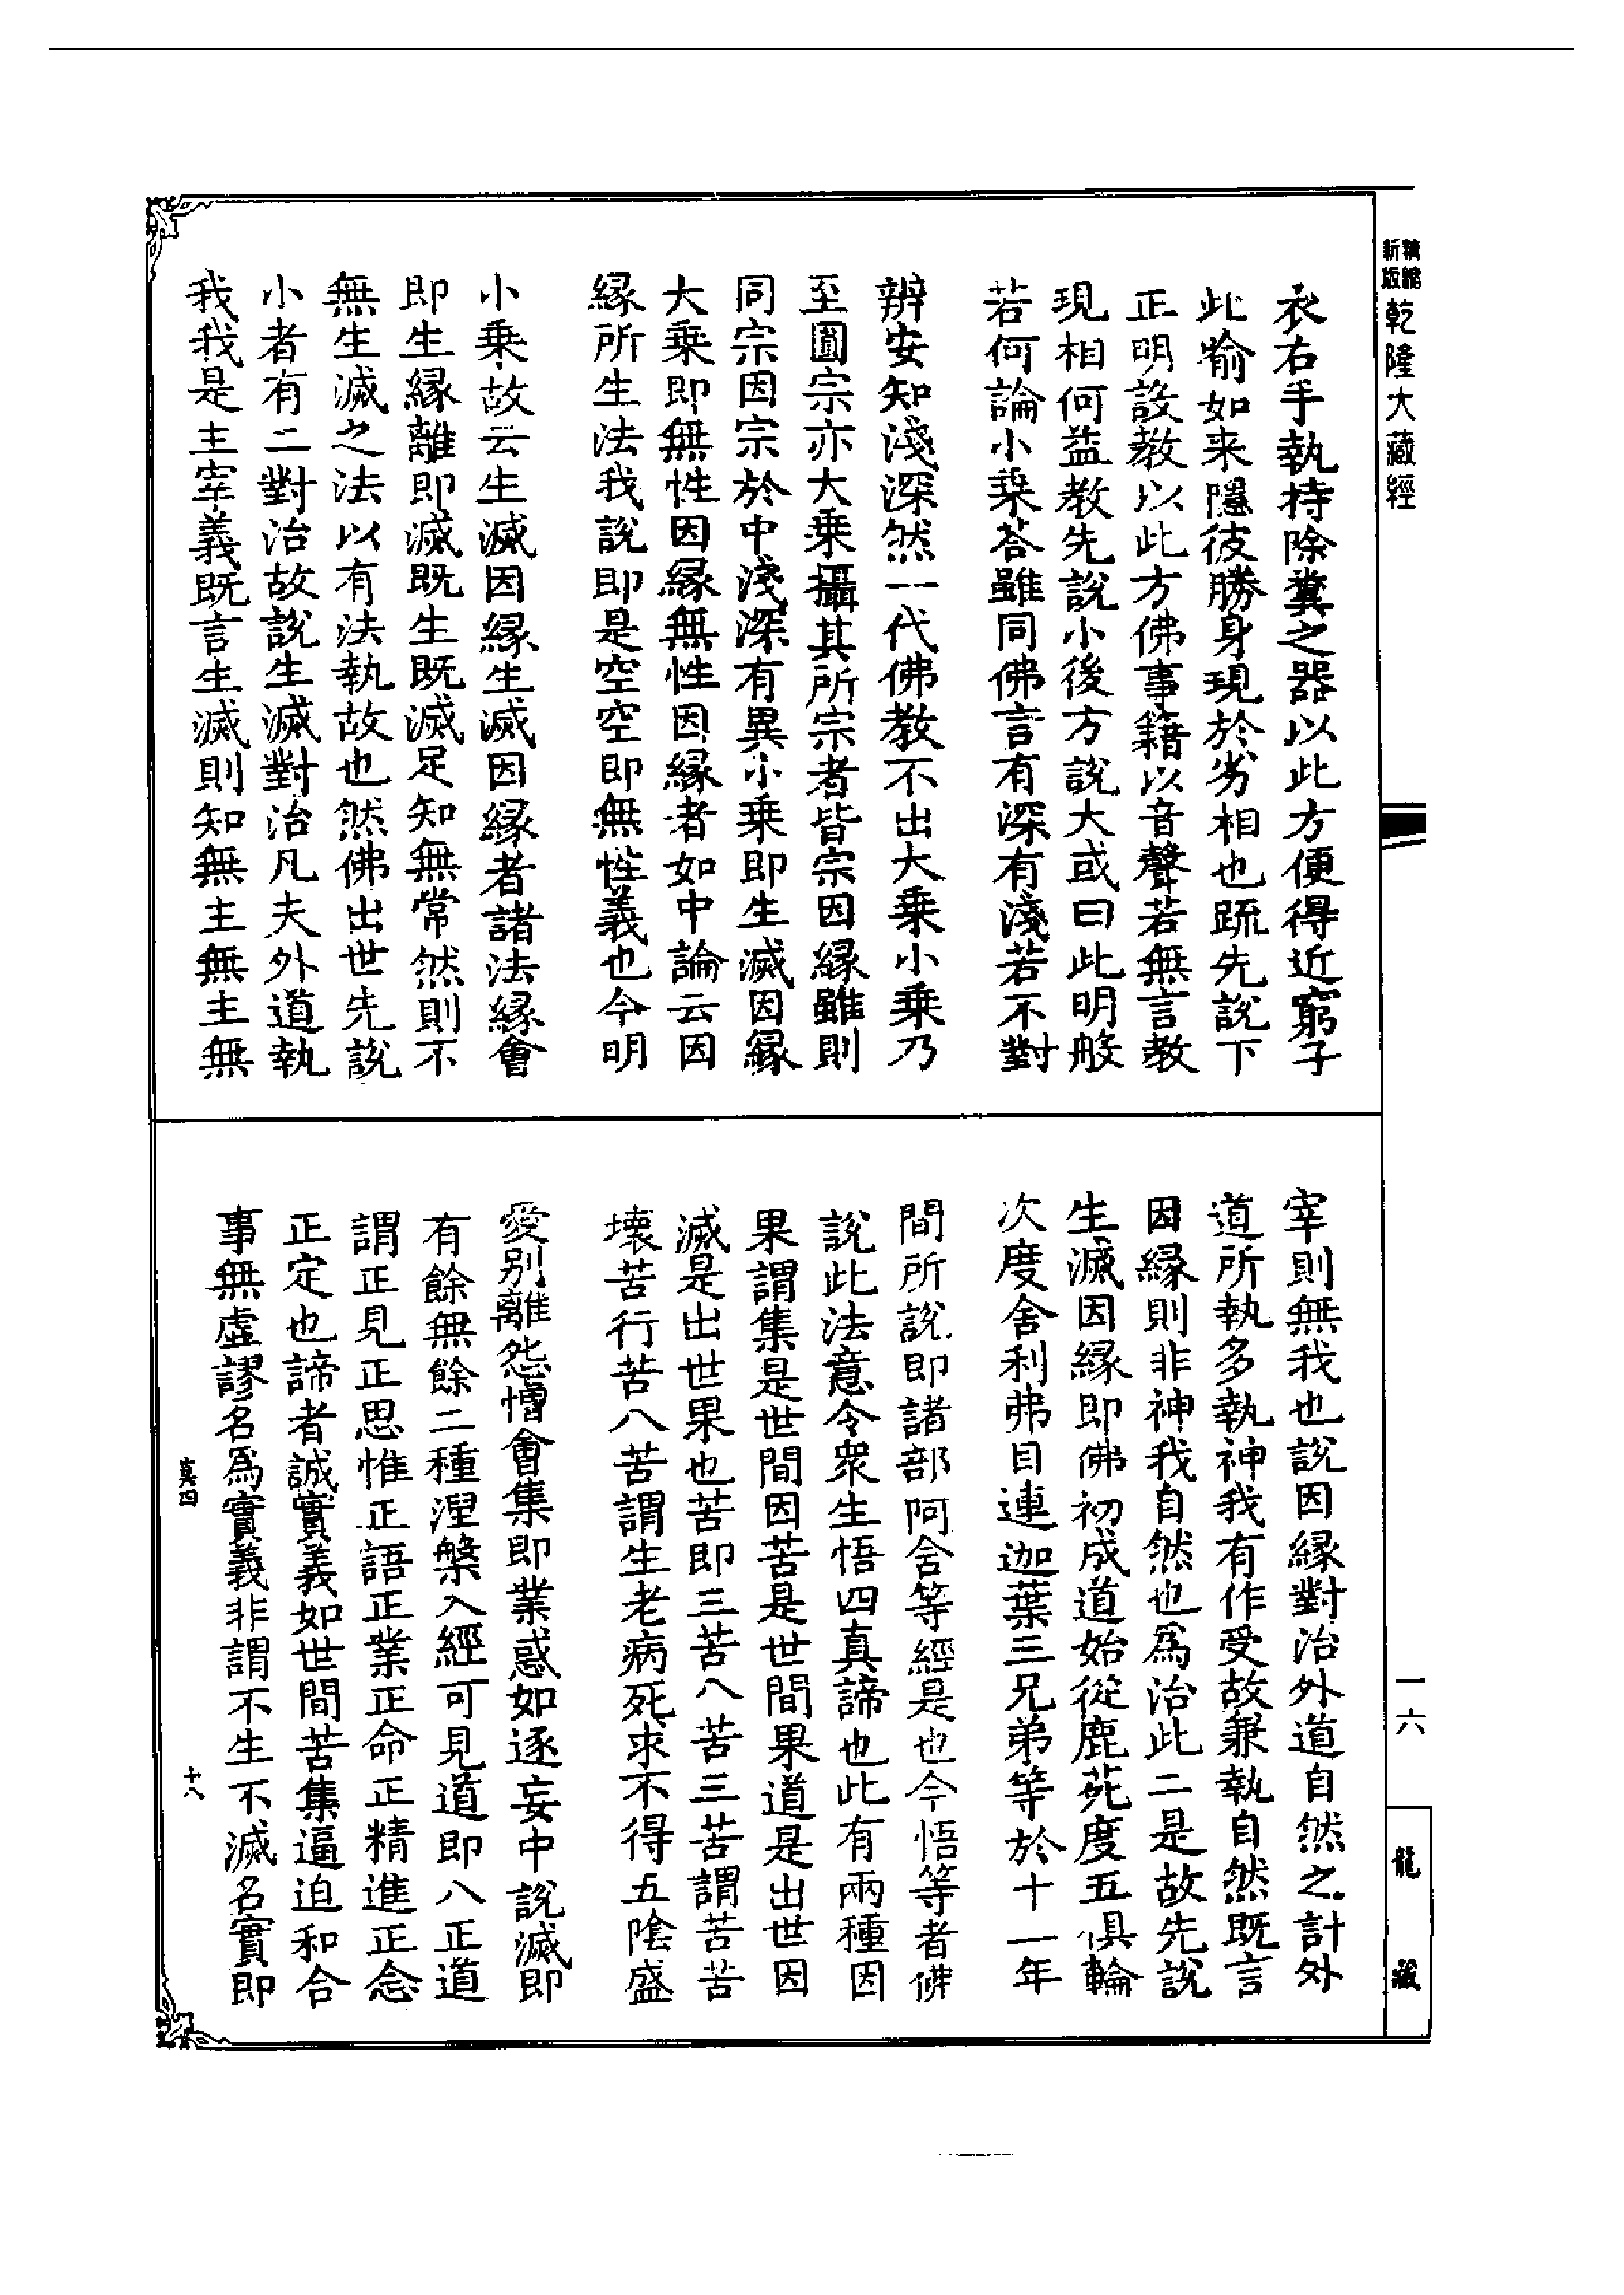 新版
精縮
乾隆大藏經
衣右手執持除糞之器以此方便得近窮子
此喻如来隱彼勝身現於劣相也䟽先說下
正明設教以此方佛事籍以音聲若無言教
現相何益教先說小後方說大或曰此明般
若何論小乗荅雖同佛言有深有淺若不對
辨安知淺深然一代佛教不出大乗小乗乃
至圓宗亦大乗攝其所宗者皆宗因緣雖則
同宗因宗於中淺深有異小乗即生滅因緣
大乗即無性因緣無性因緣者如中論云因
緣所生法我說即是空空即無性義也今明
小乗故云生滅因緣生滅因緣者諸法緣會
即生緣離即滅既生既滅足知無常然則不
無生滅之法以有法執故也然佛出世先說
小者有二對治故說生滅對治凡夫外道執
我我是主宰義既言生滅則知無主無主無
宰則無我也說因緣對治外道自然之計外
道所執多執神我有作受故兼執自然既言
因緣則非神我自然也為治此二是故先說
生滅因緣即佛初成道始從鹿苑度五俱輪
次度舍利弗目連迦葉三兄弟等於十一年
間所說即諸部阿舍等經是也今悟等者佛
說此法意令衆生悟四真諦也此有兩種因
果謂集是世間因苦是世間果道是出世因
滅是出世果也苦即三苦八苦三苦謂苦苦
壞苦行苦八苦謂生老病死求不得五陰盛
愛別離怨憎會集即業惑如逐妄中說滅即
有餘無餘二種涅槃入經可見道即八正道
謂正見正思惟正語正業正命正精進正念
正定也諦者誠實義如世間苦集逼迫和合
事無虛謬名為實義非謂不生不滅名實即
莫四
十八
一六
龍藏